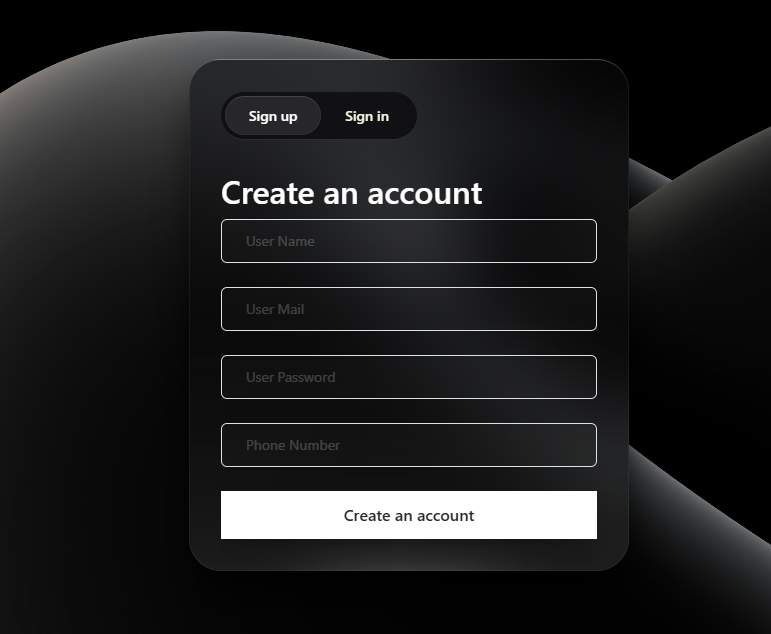 Sign up
Sign in
Create an account
User Name
User Mail
User Password
Phone Number
Create an account